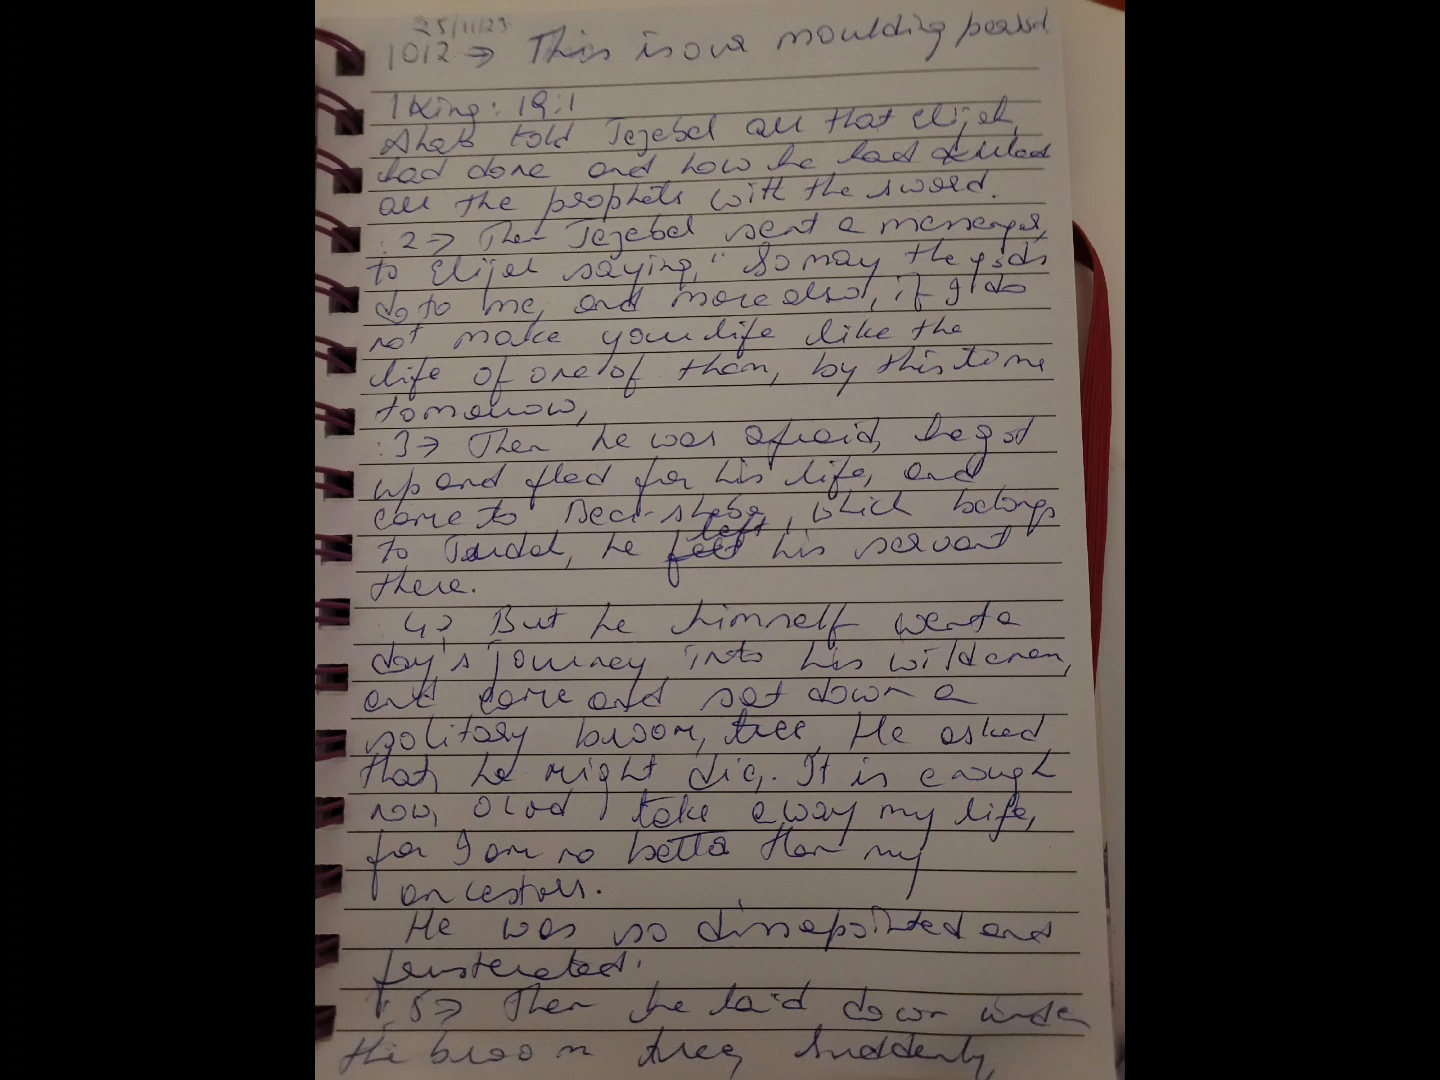 25/11/23
1012 → This is our moulding period
1 King: 19:1
Ahab told Jezebel all that Elijah,
had done and how he had killed
all the prophets with the sword.
:2→ Then Jezebel sent a messenger,
to Elijah saying, "So may the gods
do to me, and more also, if I do
not make your life like the
life of one of them, by this time
tomorrow,
:3→ Then he was afraid, he got
up and fled for his life, and
came to Beer-sheba, which belongs
to Judah, he left his servant
there.
:4→ But he himself went a
day's journey into his wilderness,
and came and sat down a
solitary broom, tree, He asked
that, he might die,. It is enough
now, O Lord take away my life,
for I am no better than my
ancestors.
He was so dissapointed and
frusterated.
:5→ Then he laid down under
the broom tree, Suddenly,